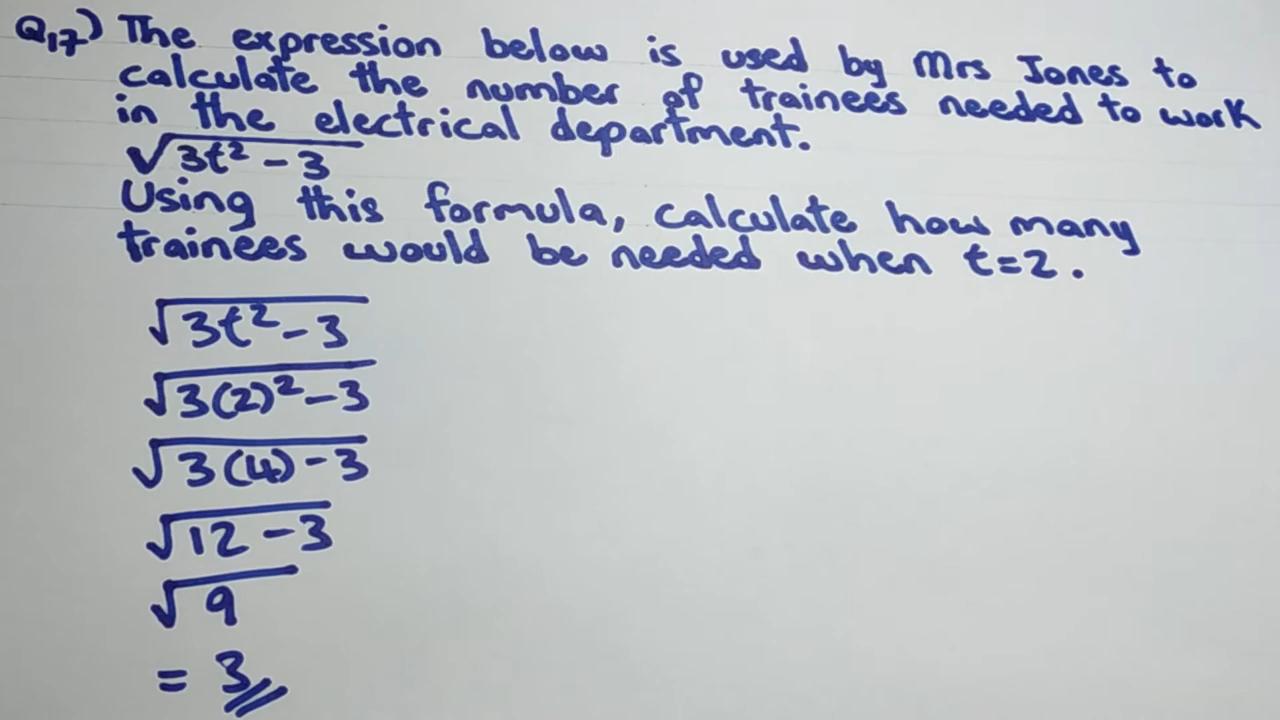 Q17) The expression below is used by Mrs Jones to
calculate the number of trainees needed to work
in the electrical department.
√3t² - 3
Using this formula, calculate how many
trainees would be needed when t=2.
√3t² - 3
√3(2)² - 3
√3(4) - 3
√12 - 3
√9
= 3